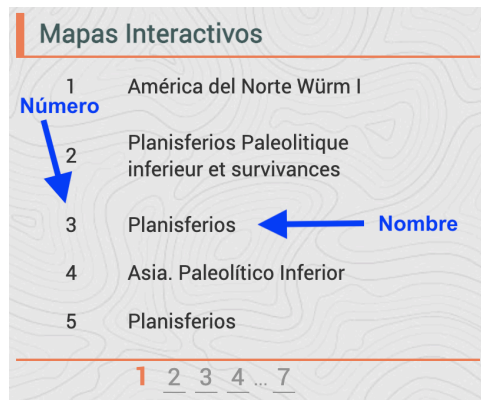 Mapas Interactivos
1 América del Norte Würm I
Número
2 Planisferios Paleolitique
inferieur et survivances
3 Planisferios Nombre
4 Asia. Paleolítico Inferior
5 Planisferios
1 2 3 4 ... 7